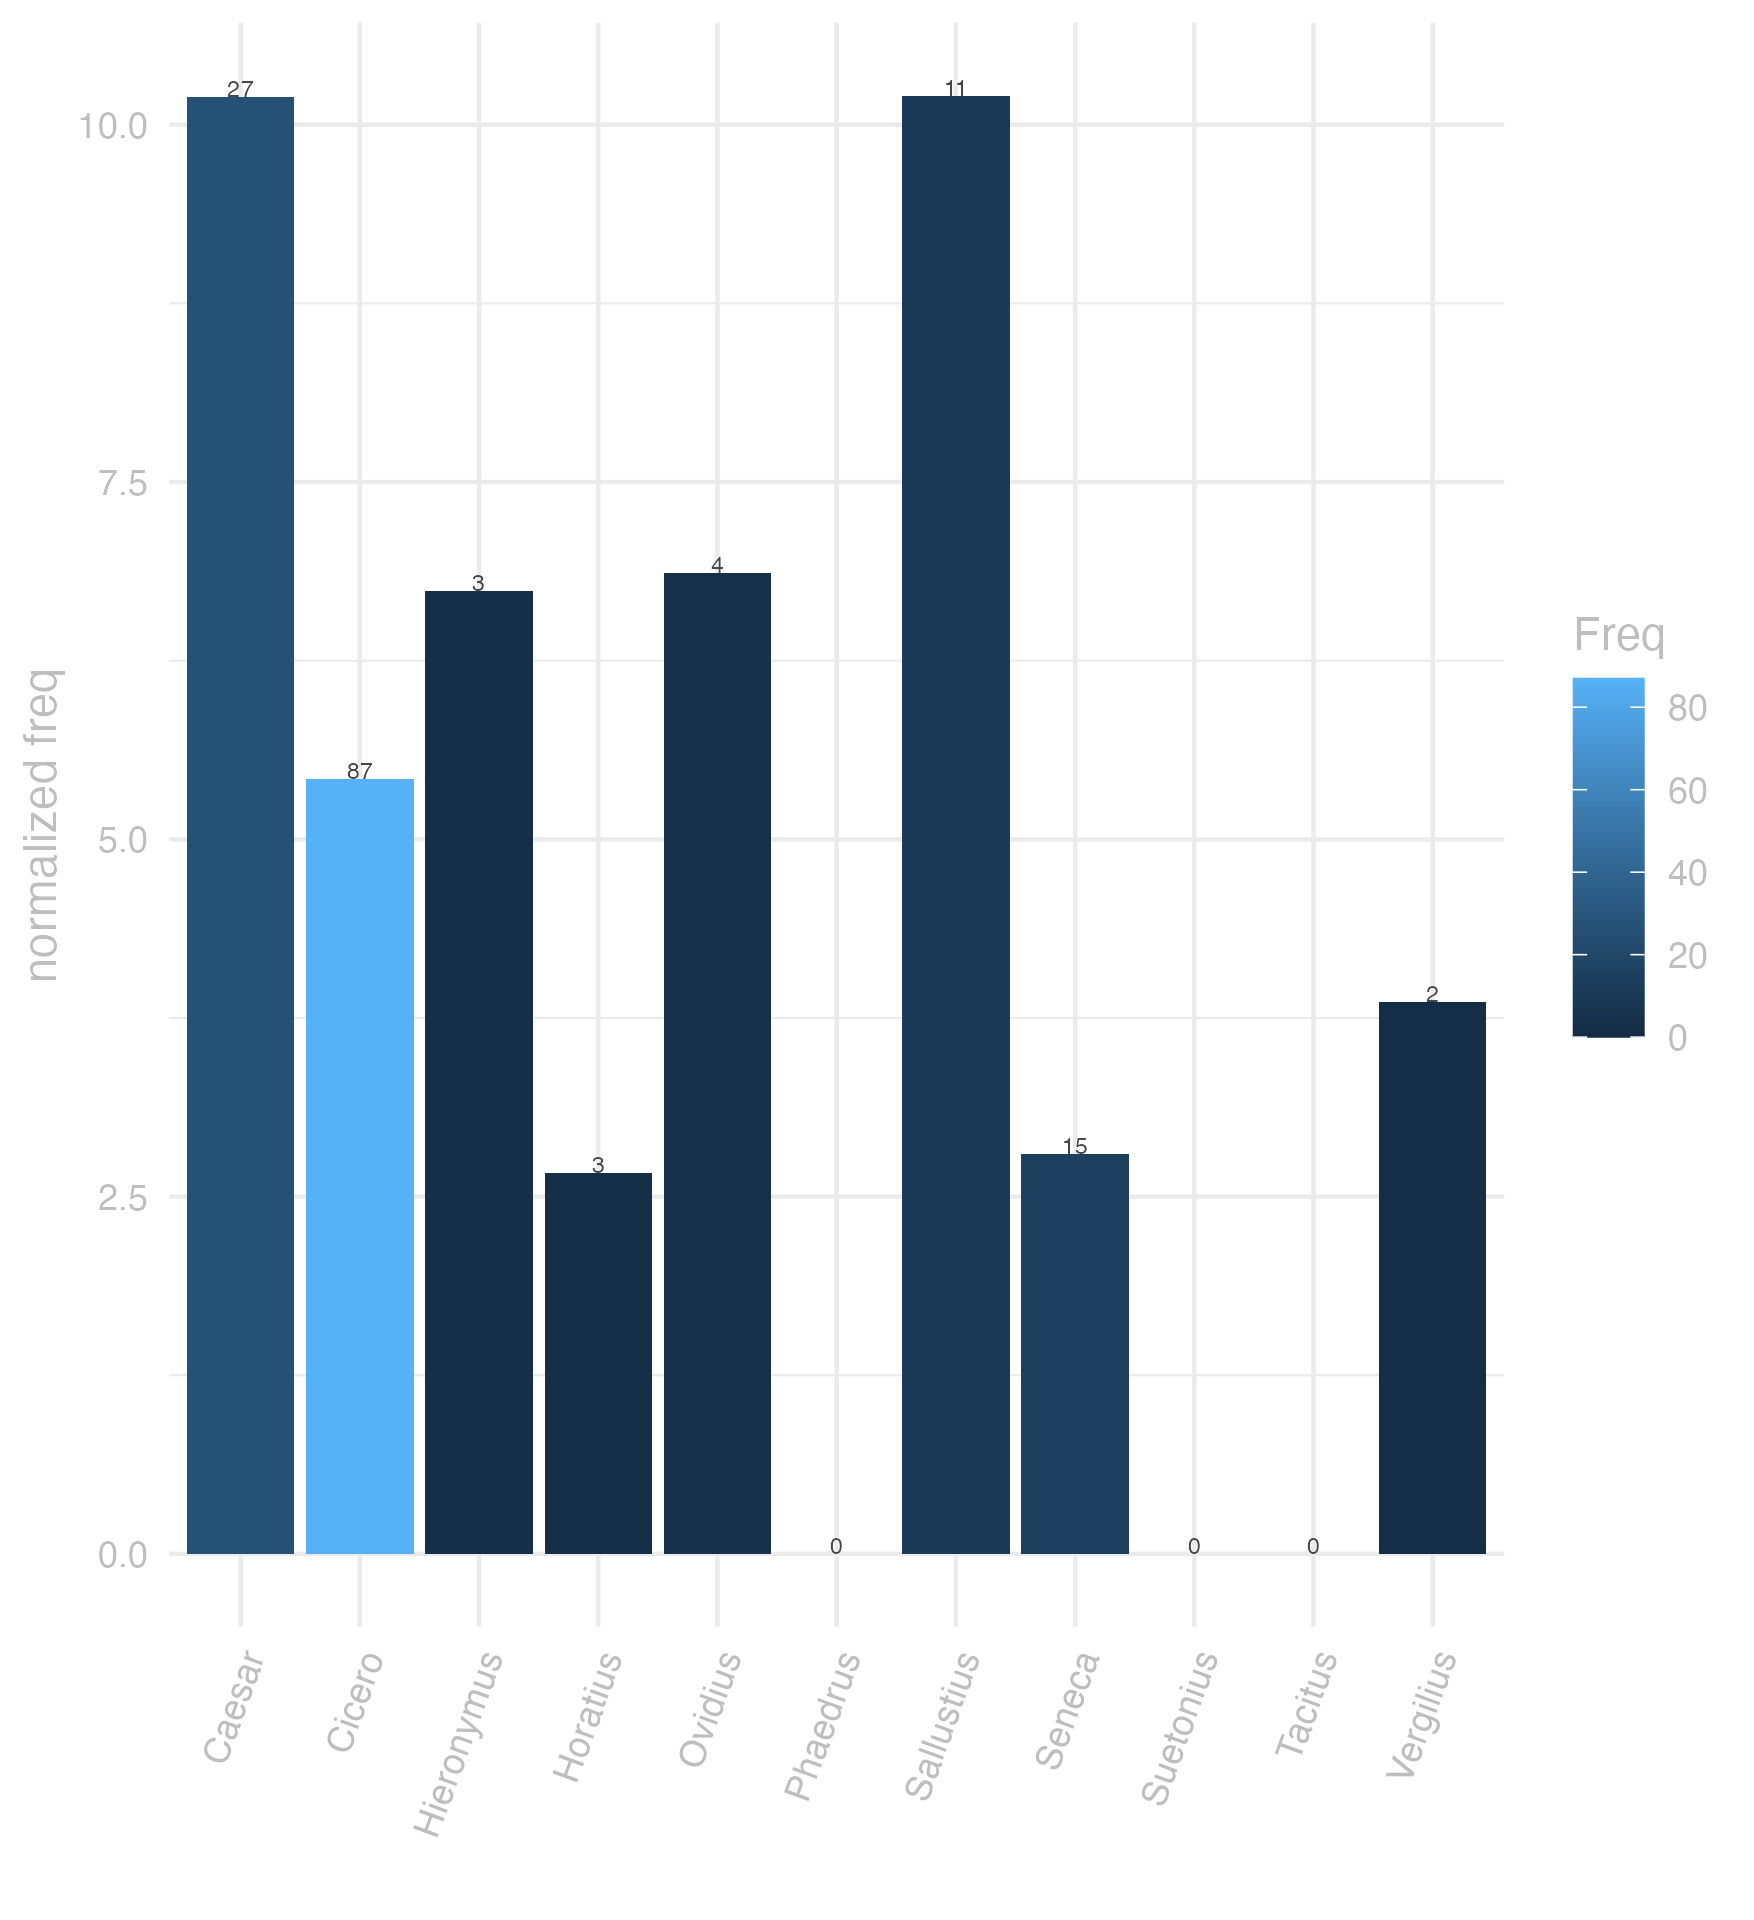 27
11
10.0
7.5
4
3
87
5.0
2
15
3
2.5
0
0
0
0.0
normalized freq
Caesar
Cicero
Hieronymus
Horatius
Ovidius
Phaedrus
Sallustius
Seneca
Suetonius
Tacitus
Vergilius
Freq
80
60
40
20
0